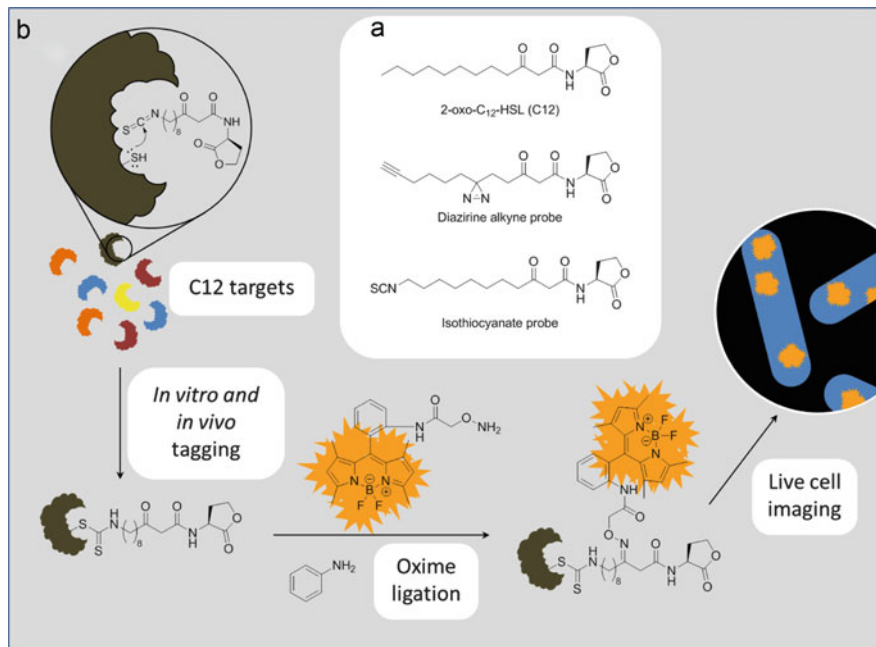 b
a
2-oxo-C₁₂-HSL (C12)
Diazirine alkyne probe
SCN
Isothiocyanate probe
C12 targets
In vitro and
in vivo
tagging
Oxime
ligation
Live cell
imaging